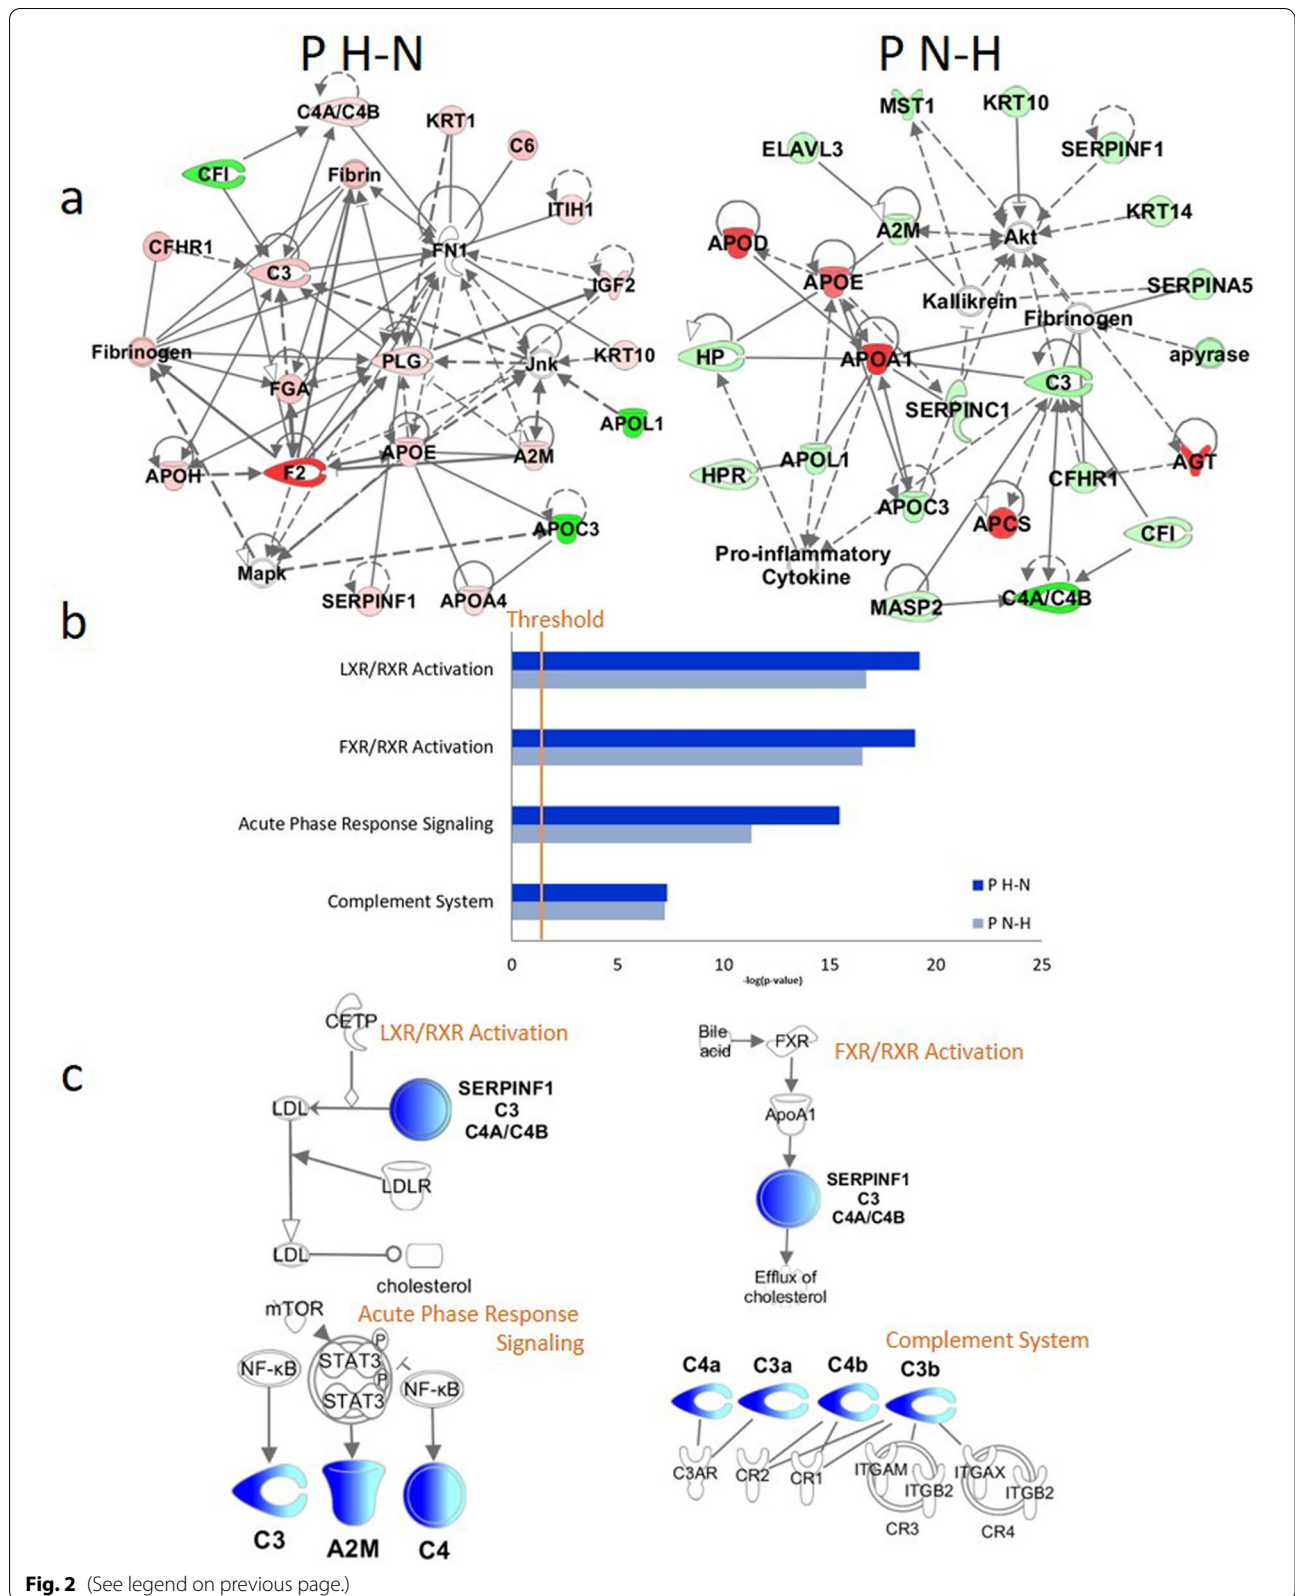 P H-N
P N-H
a
C4A/C4B
KRT1
C6
CFI
Fibrin
ITIH1
CFHR1
FN1
C3
IGF2
Fibrinogen
PLG
Jnk
KRT10
FGA
APOL1
APOH
F2
APOE
A2M
APOC3
Mapk
SERPINF1
APOA4
MST1
KRT10
ELAVL3
SERPINF1
KRT14
APOD
A2M
Akt
APOE
Kallikrein
SERPINA5
Fibrinogen
HP
APOA1
apyrase
C3
SERPINC1
HPR
APOL1
AGT
CFHR1
APOC3
APCS
CFI
Pro-inflammatory
Cytokine
MASP2
C4A/C4B
b
Threshold
LXR/RXR Activation
FXR/RXR Activation
Acute Phase Response Signaling
Complement System
P H-N
P N-H
0 5 10 15 20 25
-log(p-value)
c
CETP
LXR/RXR Activation
SERPINF1
C3
C4A/C4B
LDL
LDLR
LDL
cholesterol
Bile
acid
FXR
FXR/RXR Activation
ApoA1
SERPINF1
C3
C4A/C4B
Efflux of
cholesterol
mTOR
Acute Phase Response
Signaling
P
NF-κB
STAT3
P
STAT3
NF-κB
C3
A2M
C4
Complement System
C4a
C3a
C4b
C3b
C3AR
CR2
CR1
ITGAM
ITGB2
ITGAX
ITGB2
CR3
CR4
Fig. 2 (See legend on previous page.)